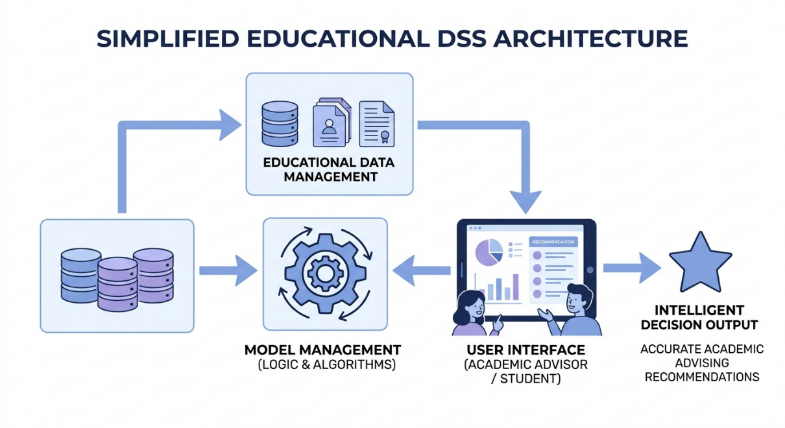 SIMPLIFIED EDUCATIONAL DSS ARCHITECTURE
EDUCATIONAL DATA
MANAGEMENT
RECOMMENDATION
MODEL MANAGEMENT
(LOGIC & ALGORITHMS)
USER INTERFACE
(ACADEMIC ADVISOR
/ STUDENT)
INTELLIGENT
DECISION OUTPUT
ACCURATE ACADEMIC
ADVISING
RECOMMENDATIONS